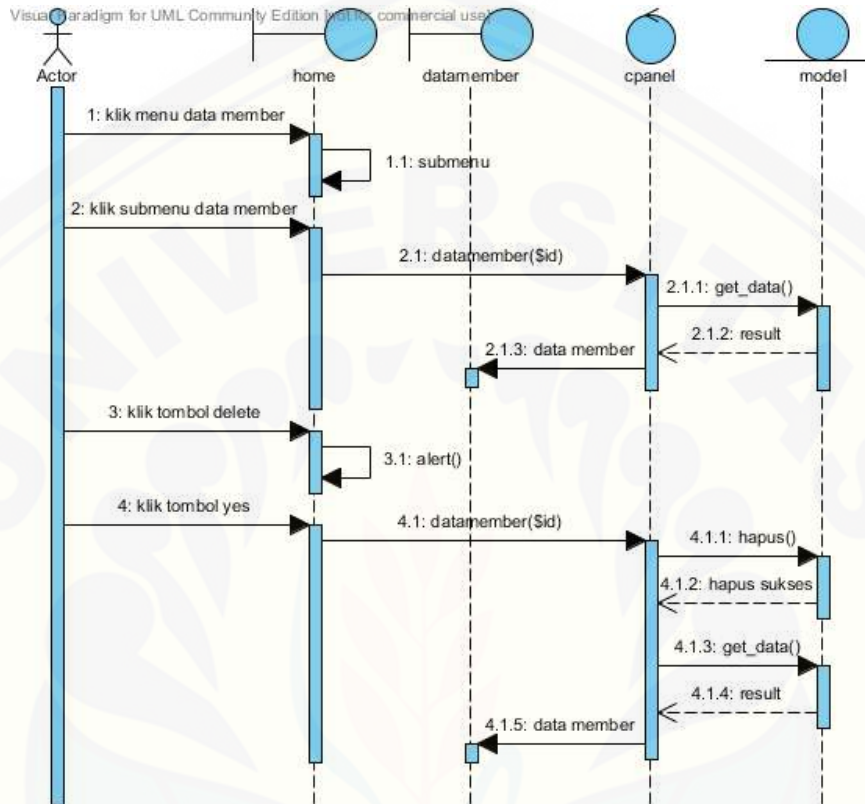 Visual Paradigm for UML Community Edition [not for commercial use]
Actor
home
datamember
cpanel
model
1: klik menu data member
1.1: submenu
2: klik submenu data member
2.1: datamember($id)
2.1.1: get_data()
2.1.2: result
2.1.3: data member
3: klik tombol delete
3.1: alert()
4: klik tombol yes
4.1: datamember($id)
4.1.1: hapus()
4.1.2: hapus sukses
4.1.3: get_data()
4.1.4: result
4.1.5: data member
UNIVERSITAS